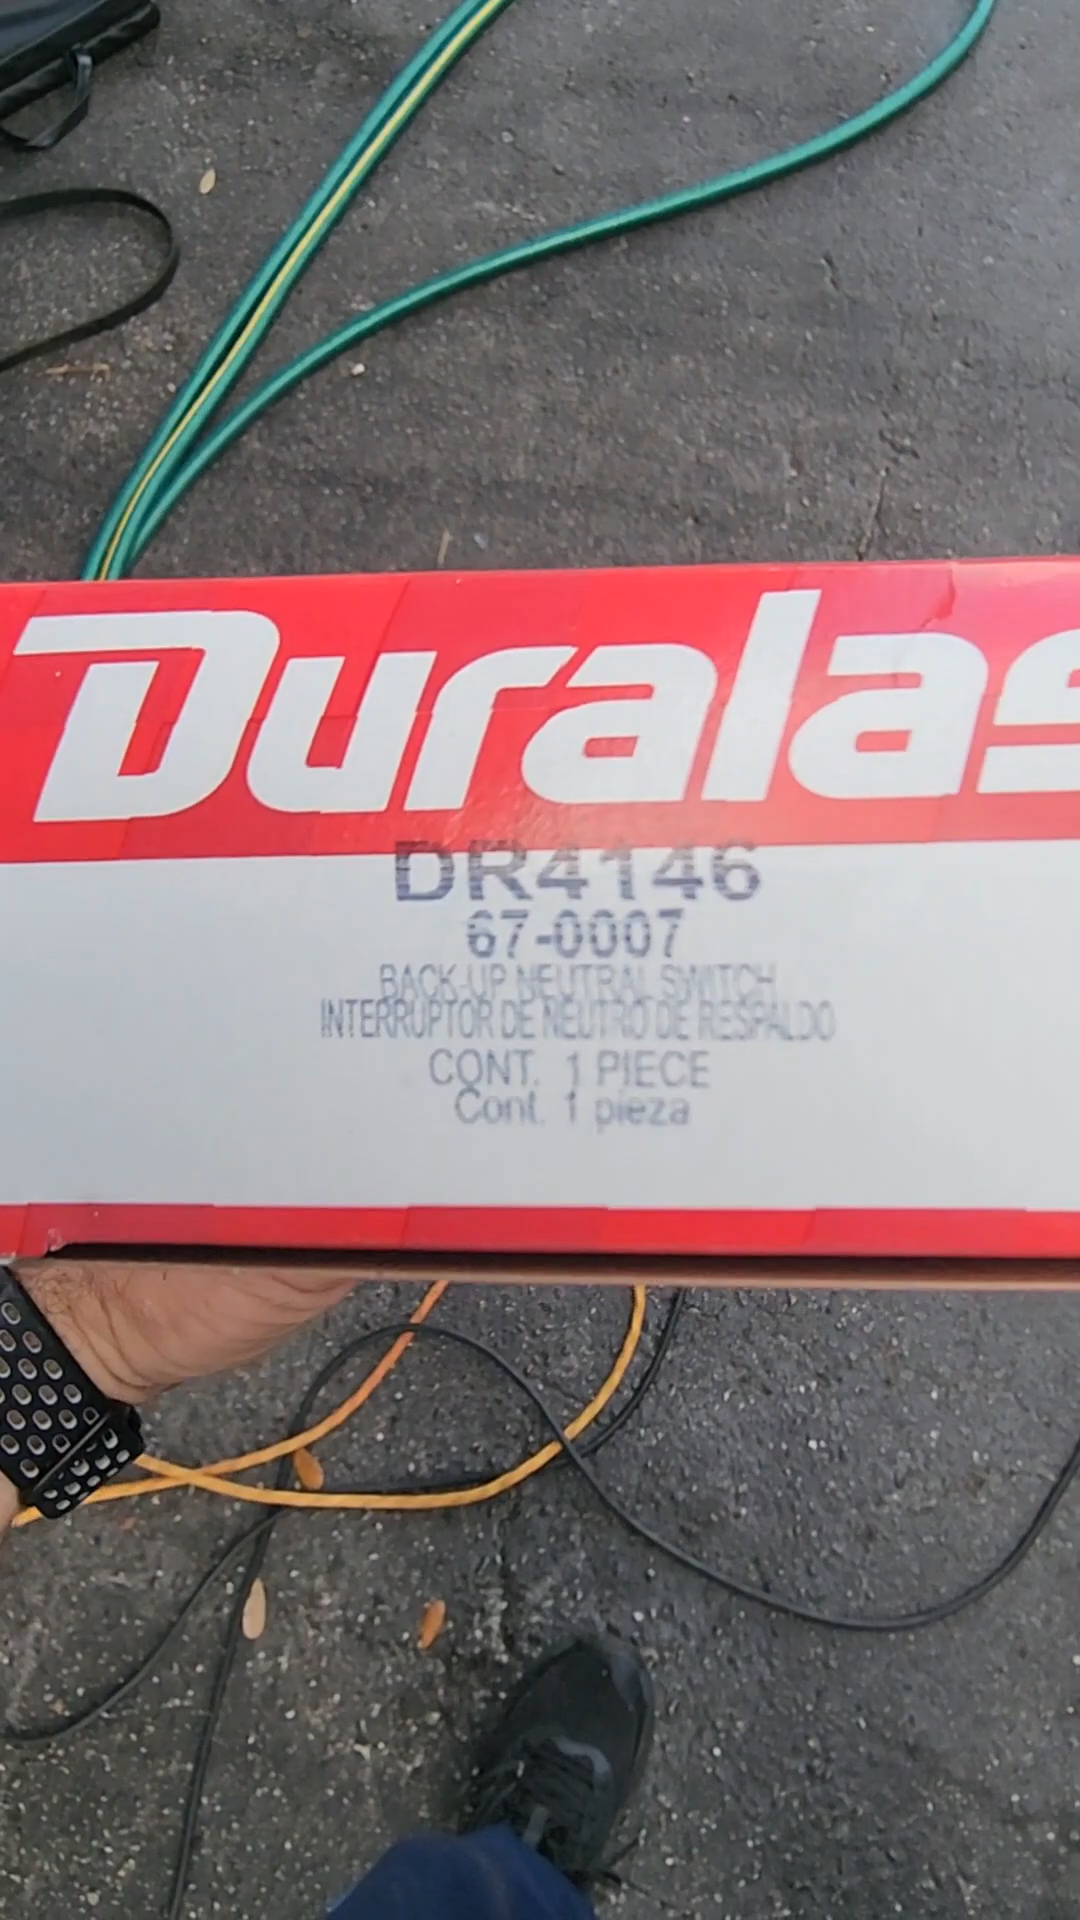 Duralas
DR4146
67-0007
BACK-UP NEUTRAL SWITCH
INTERRUPTOR DE NEUTRO DE RESPALDO
CONT. 1 PIECE
Cont. 1 pieza